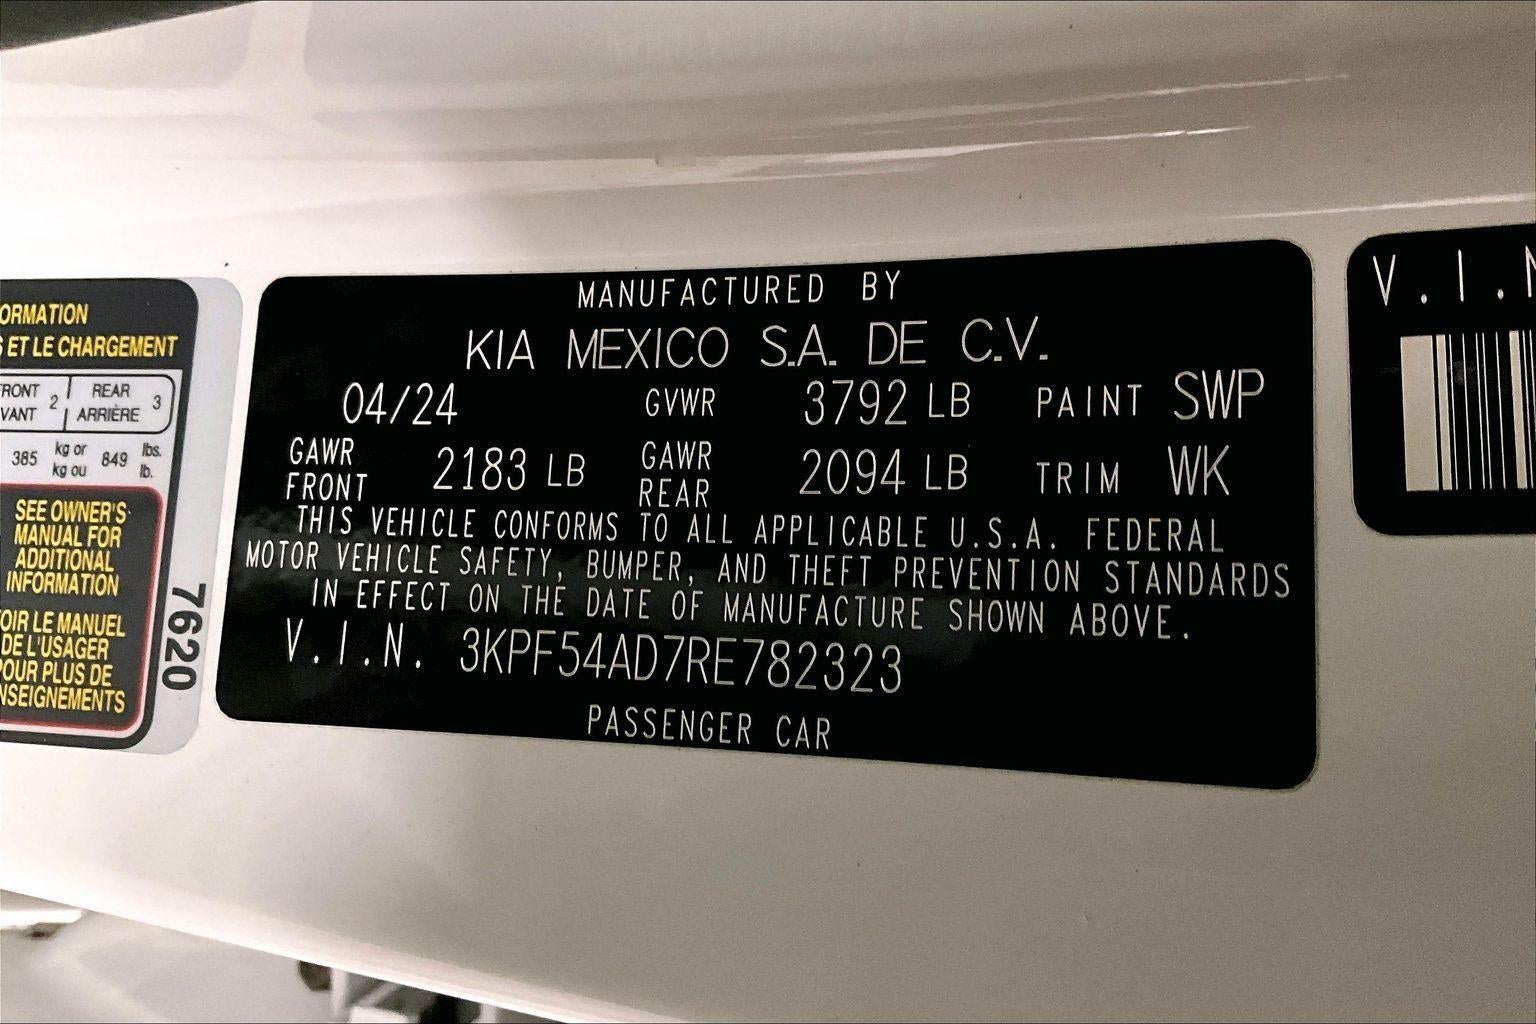 ORMATION
ET LE CHARGEMENT
REAR
2 | ARRIÈRE 3
385 kg or kg ou 849 lbs. lb.
SEE OWNER'S
MANUAL FOR
ADDITIONAL
INFORMATION
OIR LE MANUEL
DE L'USAGER
POUR PLUS DE
NSEIGNEMENTS
7620
MANUFACTURED BY
KIA MEXICO S.A. DE C.V.
04/24 GVWR 3792 LB PAINT SWP
GAWR FRONT 2183 LB GAWR REAR 2094 LB TRIM WK
THIS VEHICLE CONFORMS TO ALL APPLICABLE U.S.A. FEDERAL
MOTOR VEHICLE SAFETY, BUMPER, AND THEFT PREVENTION STANDARDS
IN EFFECT ON THE DATE OF MANUFACTURE SHOWN ABOVE.
V.I.N. 3KPF54AD7RE782323
PASSENGER CAR
V.I.N